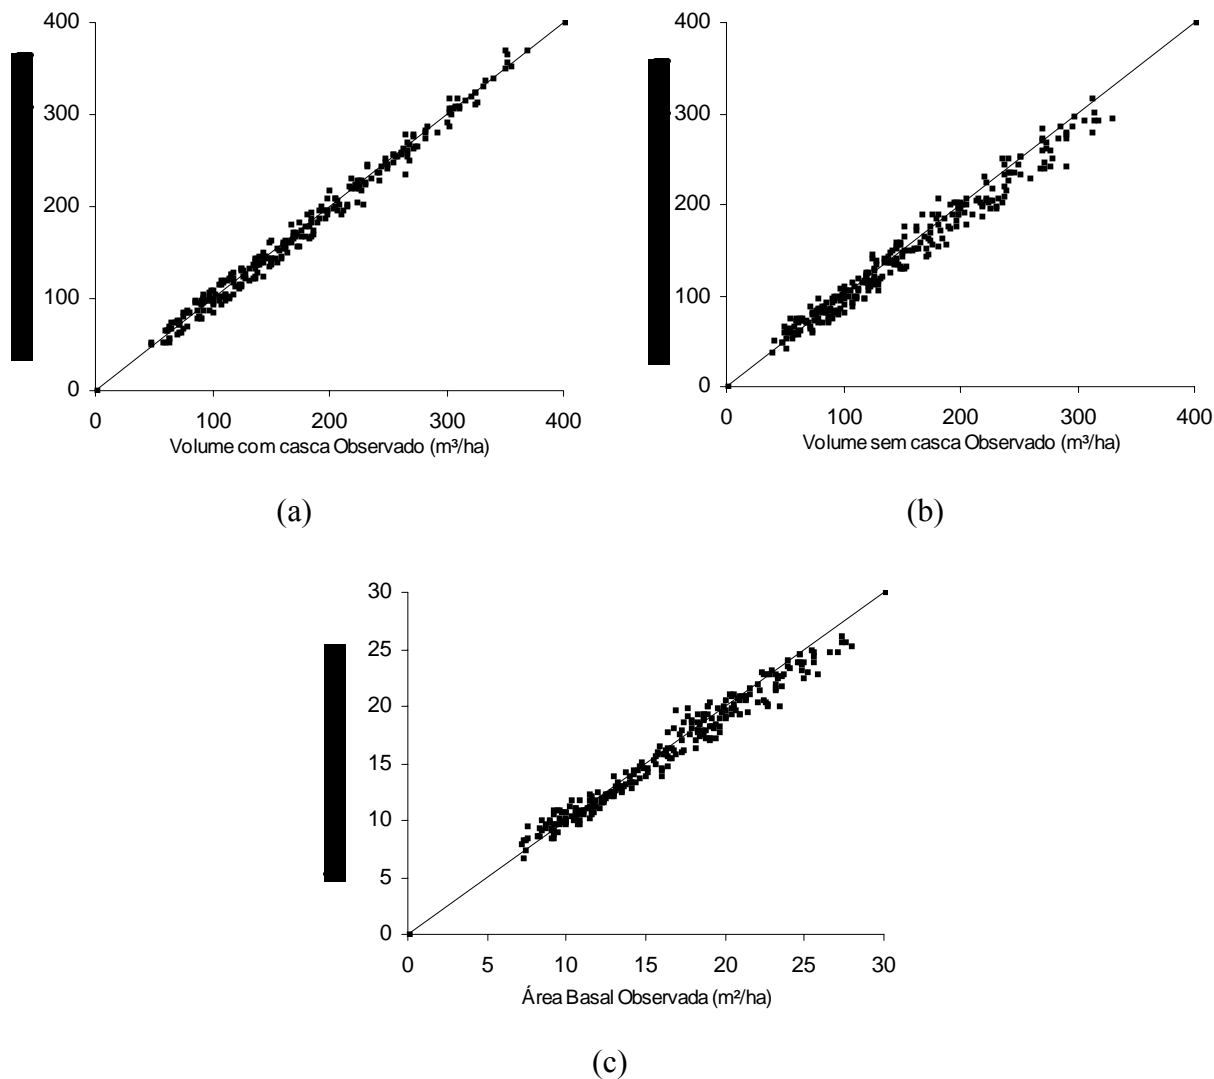 400
300
200
100
0
0 100 200 300 400
Volume com casca Observado (m³/ha)
(a)
400
300
200
100
0
0 100 200 300 400
Volume sem casca Observado (m³/ha)
(b)
30
25
20
15
10
5
0
0 5 10 15 20 25 30
Área Basal Observada (m²/ha)
(c)